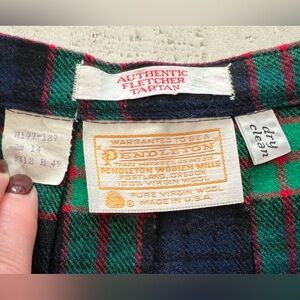 AUTHENTIC
FLETCHER
TARTAN
WARRANTED TO BE A
PENDLETON
PENDLETON WOOLEN MILLS
PORTLAND, OREGON
100% VIRGIN WOOL
PURE VIRGIN WOOL
MADE IN U.S.A.
dry
clean
14